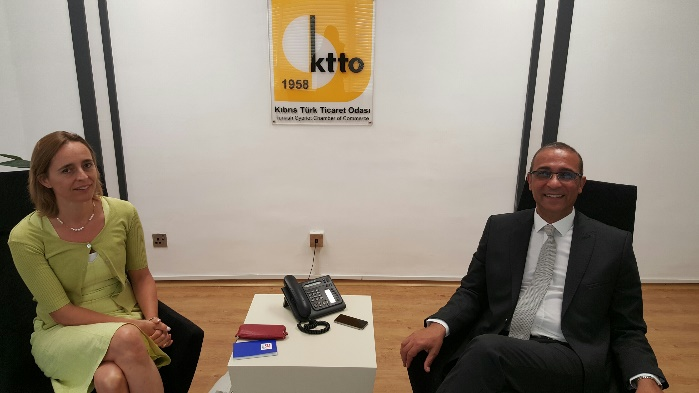 ktto
1958
Kıbrıs Türk Ticaret Odası
Turkish Cypriot Chamber of Commerce